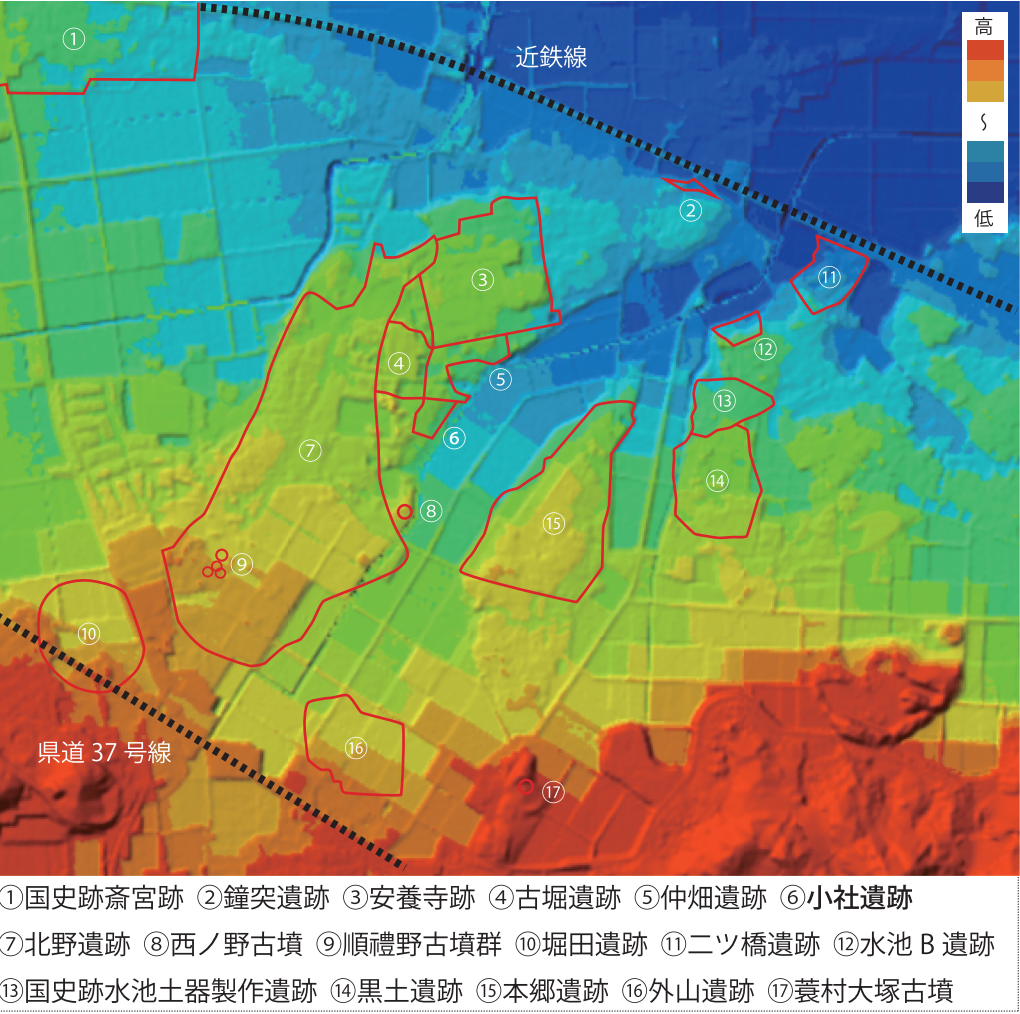 ①
近鉄線
高
～
低
②
③
⑪
④
⑫
⑤
⑬
⑥
⑦
⑭
⑧
⑮
⑨
⑩
県道 37 号線
⑯
⑰
①国史跡斎宮跡 ②鐘突遺跡 ③安養寺跡 ④古堀遺跡 ⑤仲畑遺跡 ⑥小社遺跡
⑦北野遺跡 ⑧西ノ野古墳 ⑨順禮野古墳群 ⑩堀田遺跡 ⑪二ツ橋遺跡 ⑫水池 B 遺跡
⑬国史跡水池土器製作遺跡 ⑭黒土遺跡 ⑮本郷遺跡 ⑯外山遺跡 ⑰蓑村大塚古墳